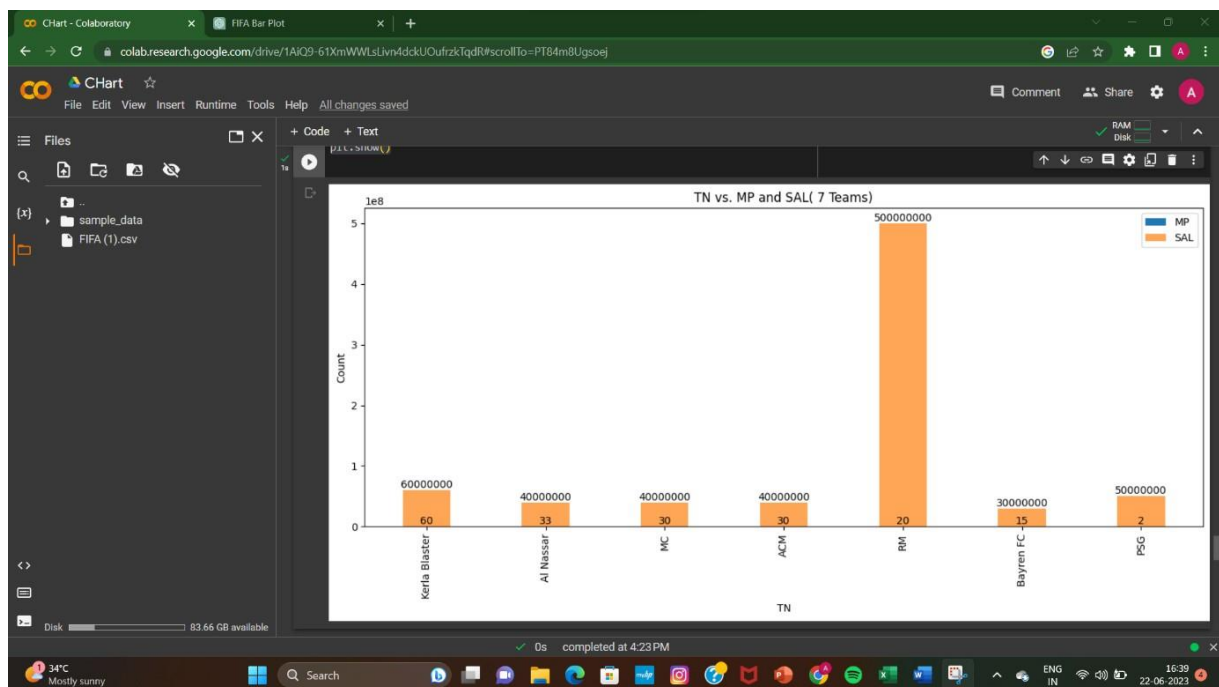 CHart - Colaboratory
FIFA Bar Plot
colab.research.google.com/drive/1AiQ9-61XmWWLsLivn4dckUOufrzkTqdR#scrollTo=PT84m8Ugsoej
CHart
File Edit View Insert Runtime Tools Help All changes saved
Comment Share A
Files
+ Code + Text
RAM
Disk
..
sample_data
FIFA (1).csv
{x}
1s
plt.show()
TN vs. MP and SAL( 7 Teams)
1e8
MP
SAL
Count
5
4
3
2
1
0
60000000
40000000
40000000
40000000
500000000
30000000
50000000
60
33
30
30
20
15
2
Kerla Blaster
Al Nassar
MC
ACM
RM
Bayren FC
PSG
TN
Disk 83.66 GB available
0s completed at 4:23 PM
1
34°C
Mostly sunny
Search
ENG
IN
16:39
22-06-2023
4